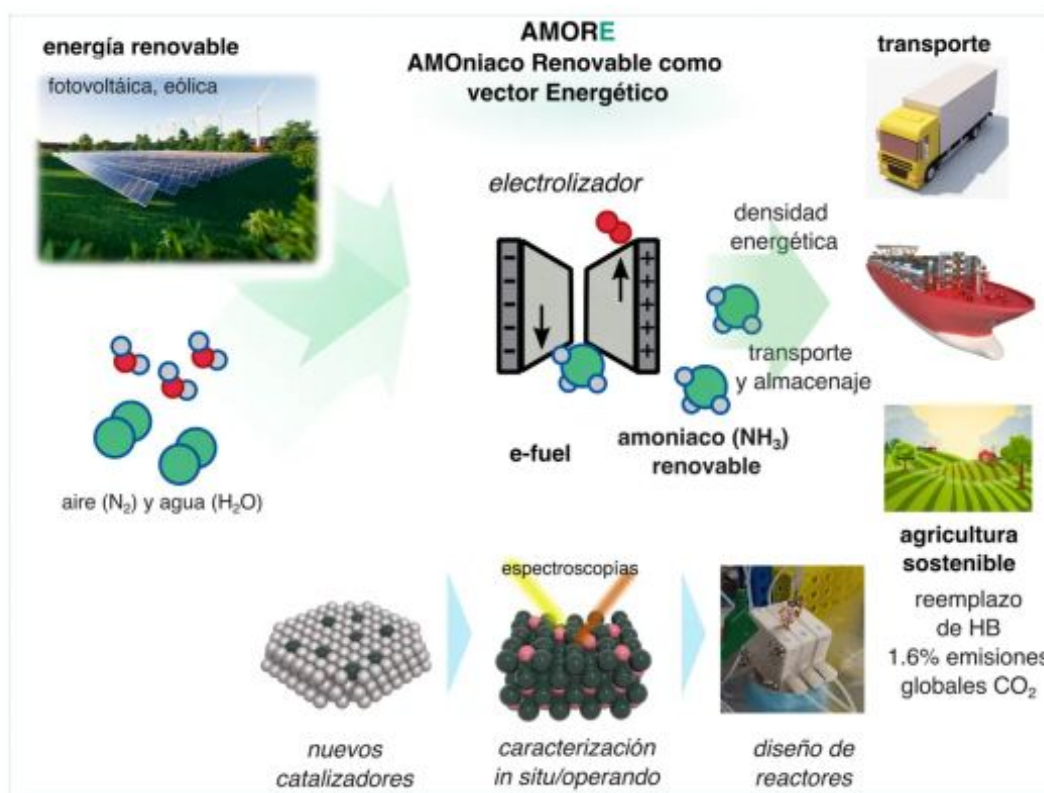 energía renovable
fotovoltáica, eólica
AMORE
AMOniaco Renovable como
vector Energético
transporte
electrolizador
densidad
energética
transporte
y almacenaje
aire (N₂) y agua (H₂O)
e-fuel
amoniaco (NH₃)
renovable
agricultura
sostenible
reemplazo
de HB
1.6% emisiones
globales CO₂
espectroscopias
nuevos
catalizadores
caracterización
in situ/operando
diseño de
reactores